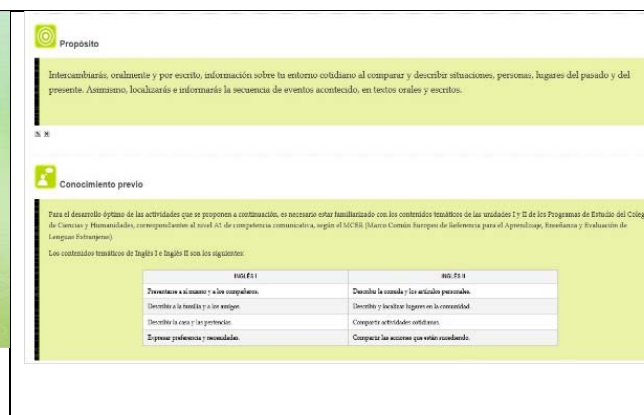 Propósito
Intercambiarás, oralmente y por escrito, información sobre tu entorno cotidiano al comparar y describir situaciones, personas, lugares del pasado y del
presente. Asimismo, localizarás e informarás la secuencia de eventos acontecido, en textos orales y escritos.
Conocimiento previo
Para el desarrollo óptimo de las actividades que se proponen a continuación, es necesario estar familiarizado con los contenidos temáticos de las unidades I y II de los Programas de Estudio del Coleg
de Ciencias y Humanidades, correspondientes al nivel A1 de competencia comunicativa, según el MCER (Marco Común Europeo de Referencia para el Aprendizaje, Enseñanza y Evaluación de
Lenguas Extranjeras).
Los contenidos temáticos de Inglés I e Inglés II son los siguientes:
INGLÉS I INGLÉS II
Presentarse a sí mismo y a los compañeros. Describir la comida y los artículos personales.
Describir a la familia y a los amigos. Describir y localizar lugares en la comunidad.
Describir la casa y las pertencias. Compartir actividades cotidianas.
Expresar preferencia y necesidades. Compartir las acciones que están sucediendo.